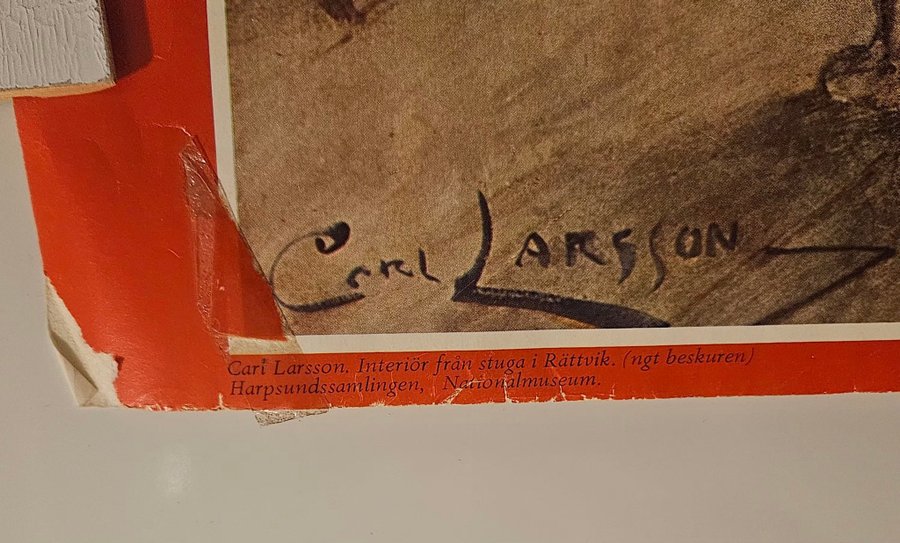 Carl Larsson
Carl Larsson. Interiör från stuga i Rättvik. (ngt beskuren)
Harpsundssamlingen, Nationalmuseum.